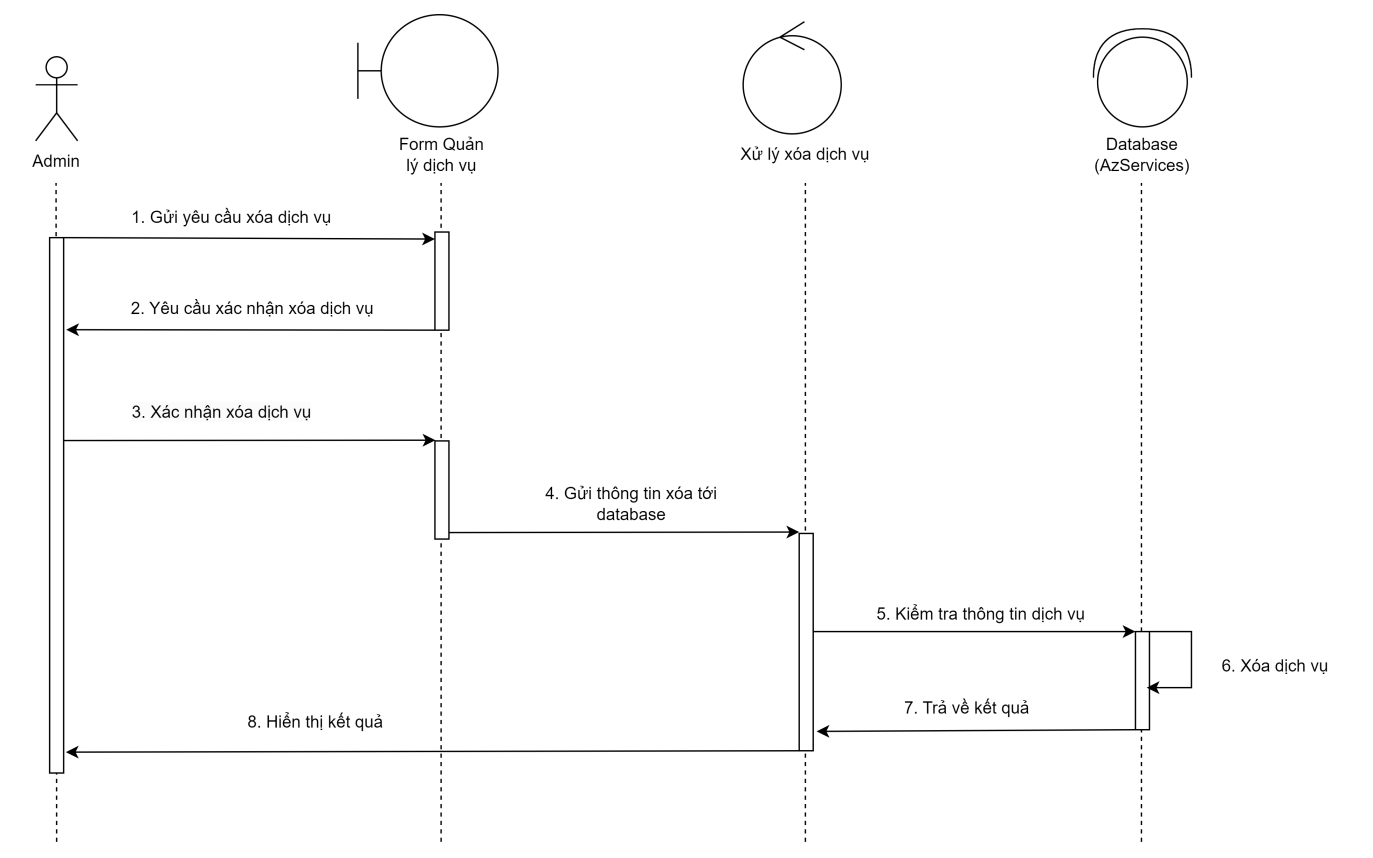 Admin
Form Quản
lý dịch vụ
Xử lý xóa dịch vụ
Database
(AzServices)
1. Gửi yêu cầu xóa dịch vụ
2. Yêu cầu xác nhận xóa dịch vụ
3. Xác nhận xóa dịch vụ
4. Gửi thông tin xóa tới
database
5. Kiểm tra thông tin dịch vụ
6. Xóa dịch vụ
7. Trả về kết quả
8. Hiển thị kết quả